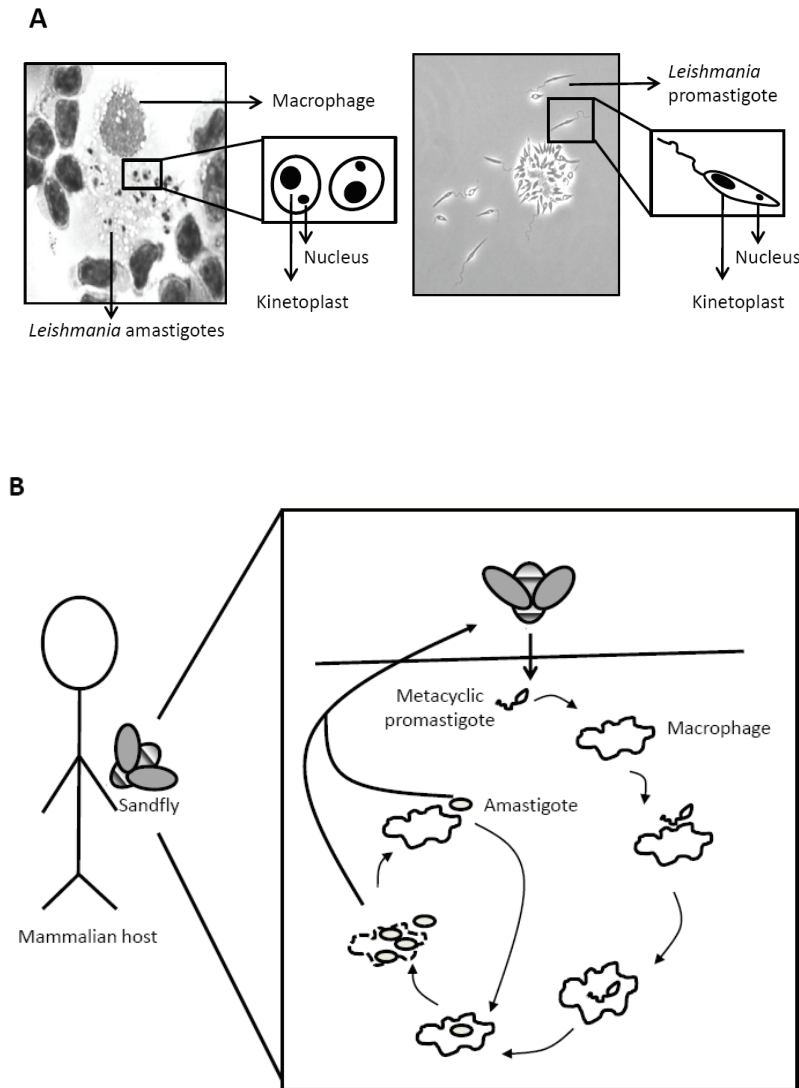 A
Macrophage
Nucleus
Kinetoplast
Leishmania amastigotes
Leishmania
promastigote
Nucleus
Kinetoplast
B
Sandfly
Mammalian host
Metacyclic
promastigote
Macrophage
Amastigote